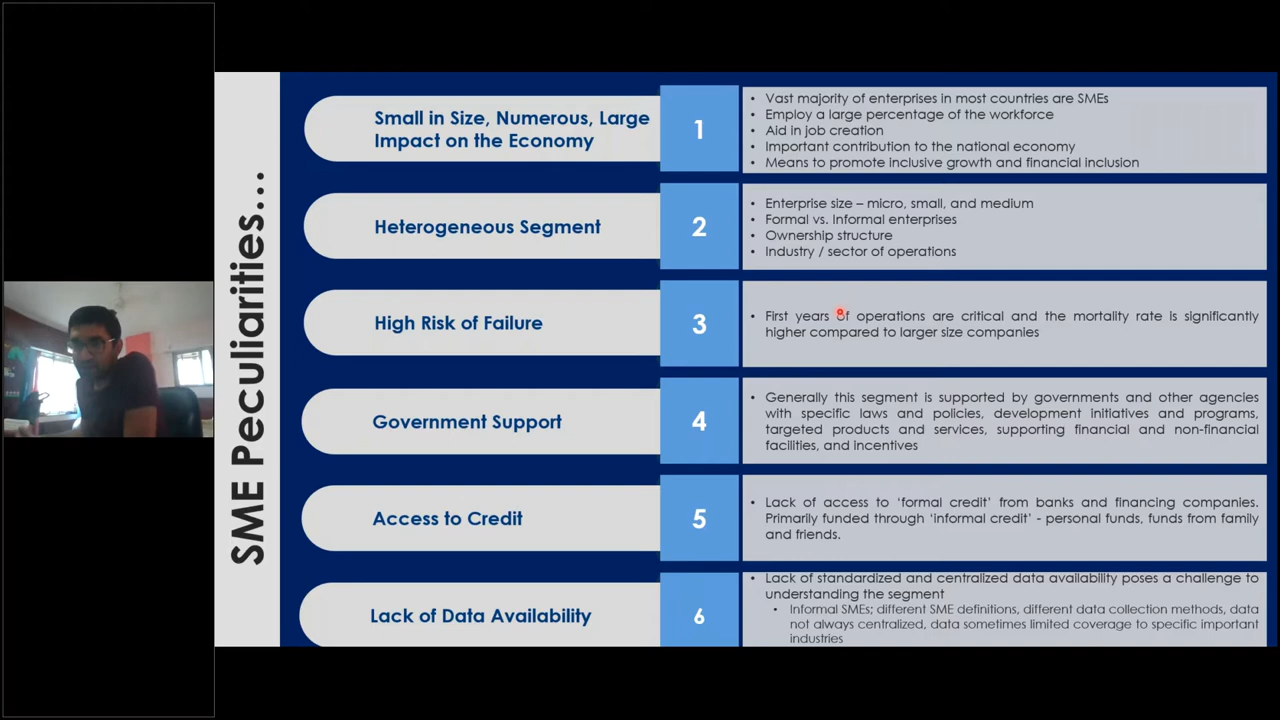 SME Peculiarities...
Small in Size, Numerous, Large
Impact on the Economy
1
• Vast majority of enterprises in most countries are SMEs
• Employ a large percentage of the workforce
• Aid in job creation
• Important contribution to the national economy
• Means to promote inclusive growth and financial inclusion
Heterogeneous Segment
2
• Enterprise size – micro, small, and medium
• Formal vs. Informal enterprises
• Ownership structure
• Industry / sector of operations
High Risk of Failure
3
• First years of operations are critical and the mortality rate is significantly
higher compared to larger size companies
Government Support
4
• Generally this segment is supported by governments and other agencies
with specific laws and policies, development initiatives and programs,
targeted products and services, supporting financial and non-financial
facilities, and incentives
Access to Credit
5
• Lack of access to ‘formal credit’ from banks and financing companies.
Primarily funded through ‘informal credit’ - personal funds, funds from family
and friends.
Lack of Data Availability
6
• Lack of standardized and centralized data availability poses a challenge to
understanding the segment
• Informal SMEs; different SME definitions, different data collection methods, data
not always centralized, data sometimes limited coverage to specific important
industries